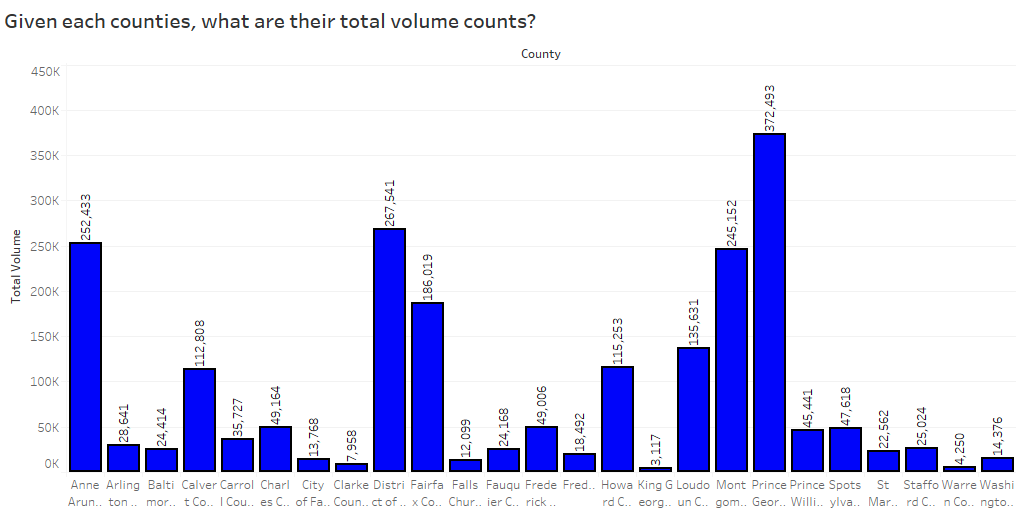 Given each counties, what are their total volume counts?
County
Total Volume
450K
400K
350K
300K
250K
200K
150K
100K
50K
0K
252,433
28,641
24,414
112,808
35,727
49,164
13,768
7,958
267,541
186,019
12,099
24,168
49,006
18,492
115,253
3,117
135,631
245,152
372,493
45,441
47,618
22,562
25,024
4,250
14,376
Anne
Arun..
Arling
ton ..
Balti
mor..
Calver
t Co..
Carrol
l Cou..
Charl
es C..
City
of Fa..
Clarke
Coun..
Distri
ct of ..
Fairfa
x Co..
Falls
Chur..
Fauqu
ier C..
Frede
rick ..
Fred..
Howa
rd C..
King G
eorg..
Loudo
un C..
Mont
gom..
Prince
Geor..
Prince
Willi..
Spots
ylva..
St
Mar..
Staffo
rd C..
Warre
n Co..
Washi
ngto..